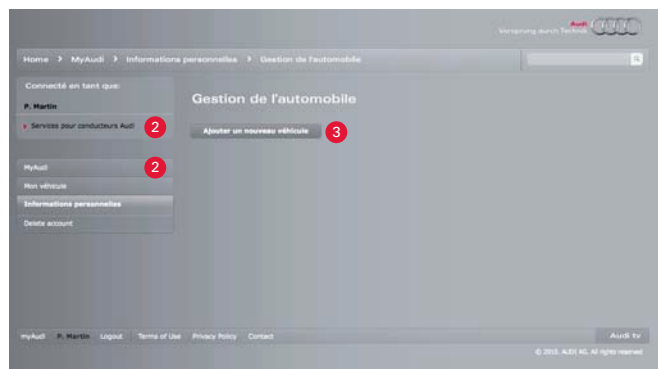 Audi
Vorsprung durch Technik
Home > MyAudi > Informations personnelles > Gestion de l'automobile
Connecté en tant que:
P. Martin
Services pour conducteurs Audi 2
Gestion de l'automobile
Ajouter un nouveau véhicule 3
MyAudi 2
Mon véhicule
Informations personnelles
Delete account
myAudi P. Martin Logout Terms of Use Privacy Policy Contact Audi tv
© 2010. AUDI AG. All rights reserved